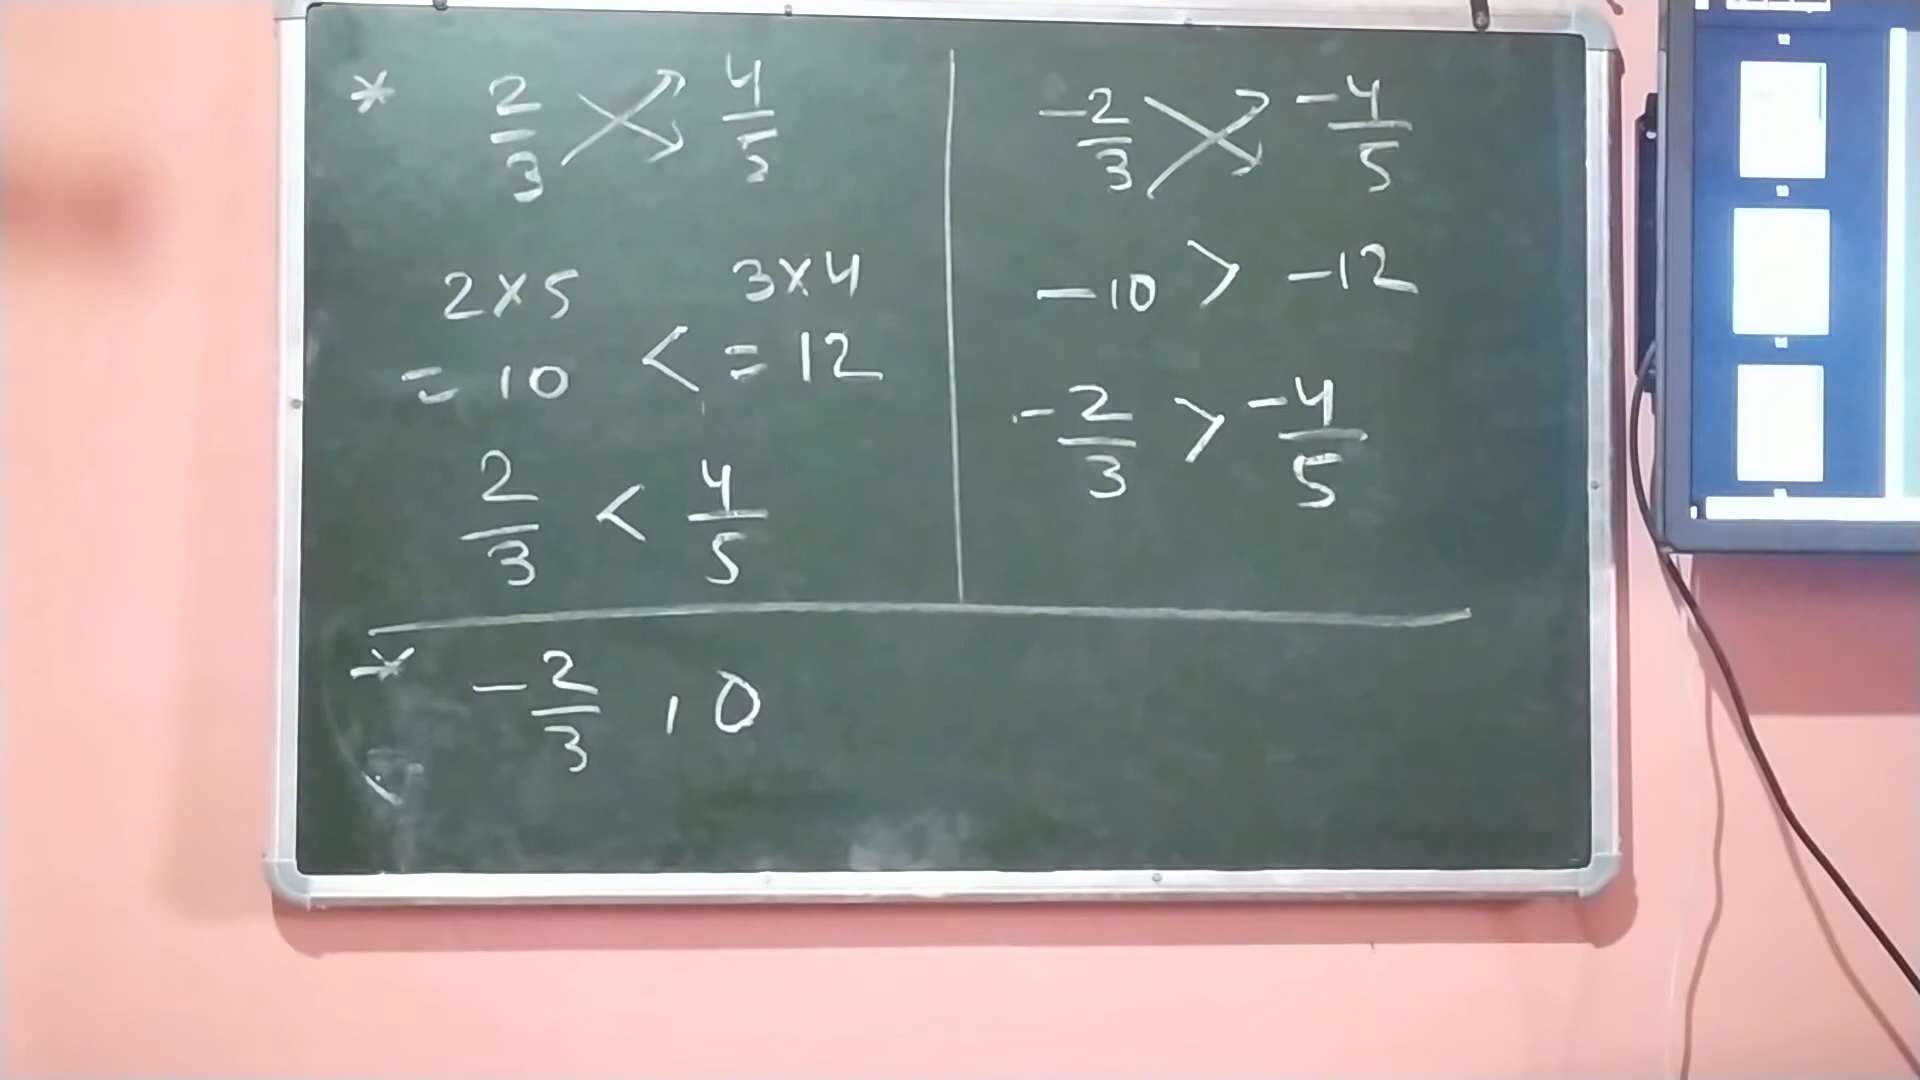 * 2/3 4/5
2×5 3×4
= 10 < = 12
2/3 < 4/5
-2/3 -4/5
-10 > -12
-2/3 > -4/5
* -2/3 , 0